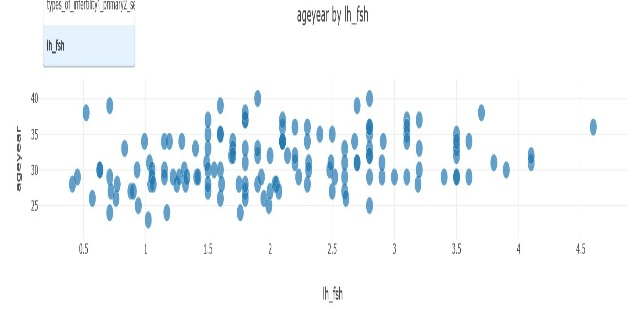 types_of_infertility1_primary2_se
ageyear by lh_fsh
lh_fsh
40
35
30
25
ageyear
0.5 1 1.5 2 2.5 3 3.5 4 4.5
lh_fsh